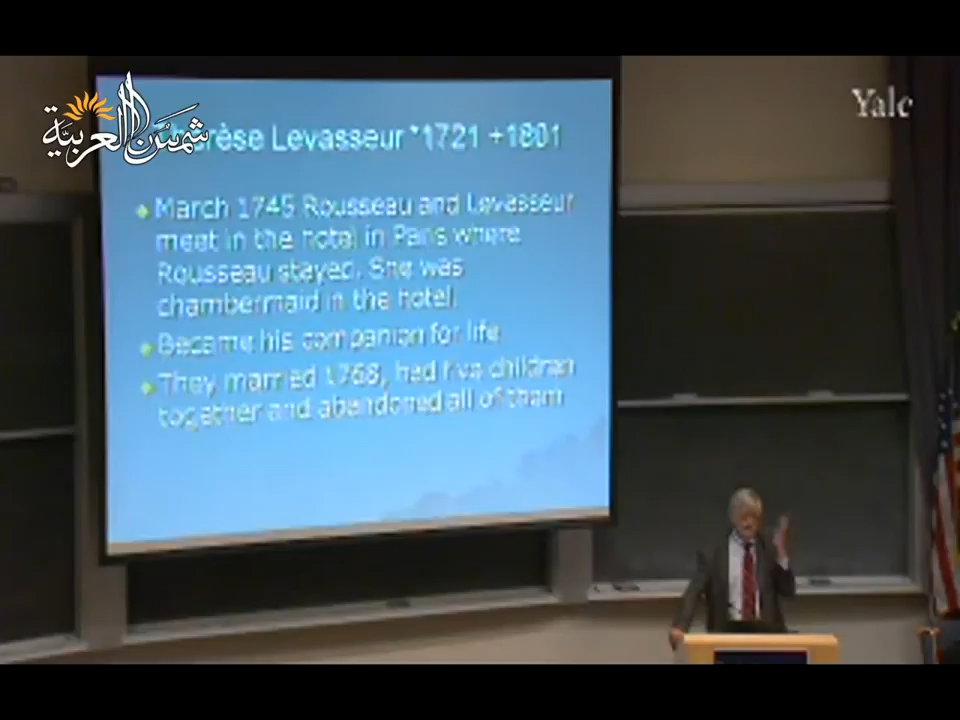 شمس العربية
Yale
rèse Levasseur *1721 +1801
March 1745 Rousseau and Levasseur
meet in the hotel in Paris where
Rousseau stayed. She was
chambermaid in the hotel.
Became his companion for life
They married 1768, had five children
together and abandoned all of them